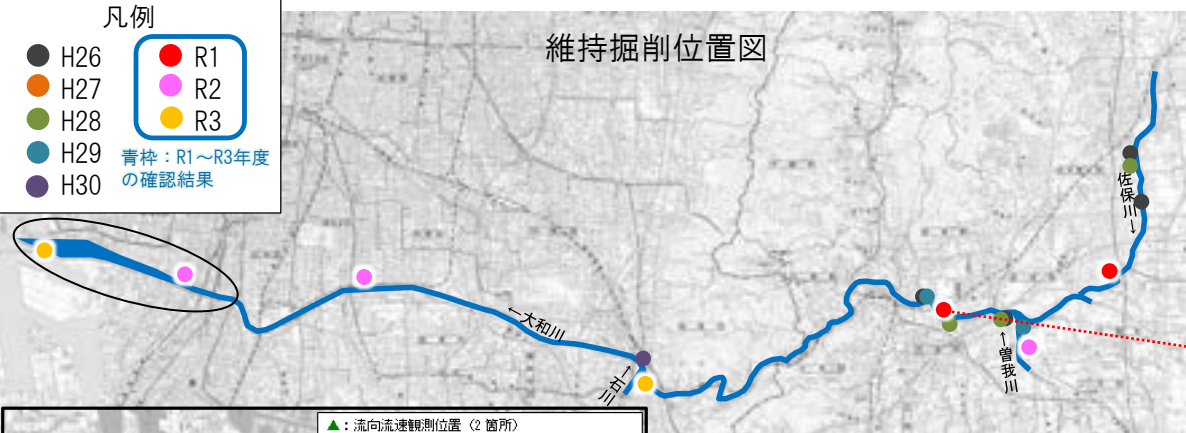 凡例
維持掘削位置図
H26
H27
H28
H29
H30
R1
R2
R3
青枠：R1～R3年度
の確認結果
佐保川→
←大和川
←石川
←曽我川
▲：流向流速観測位置（2箇所）